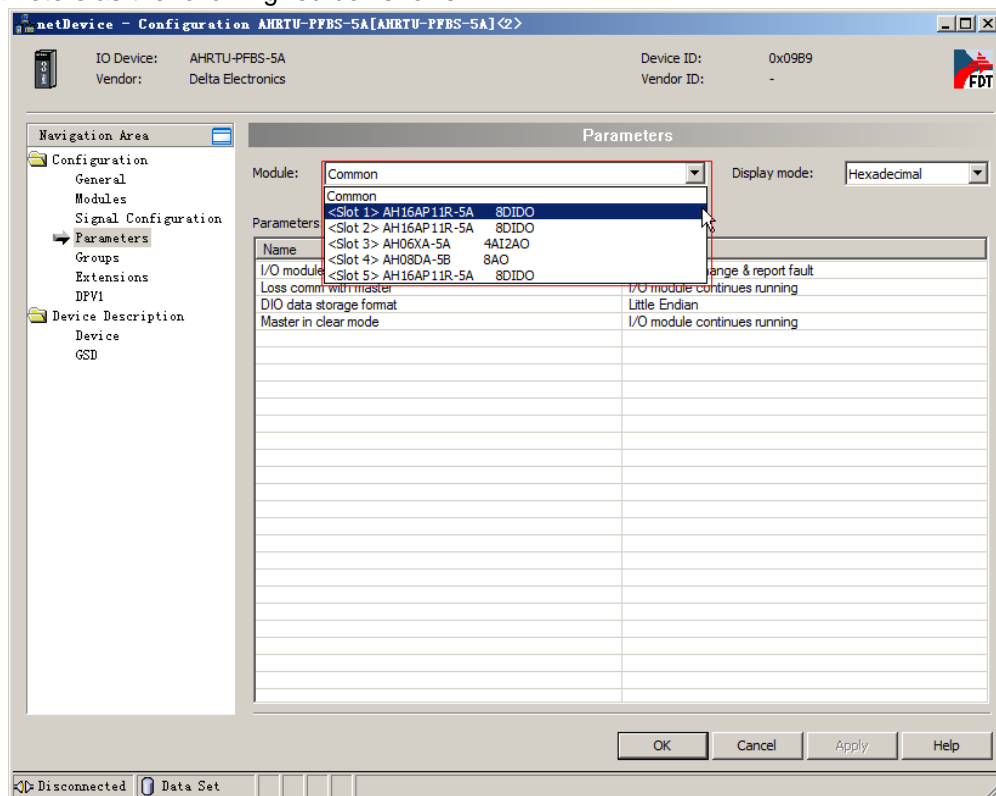 netDevice - Configuration AHRTU-PFBS-5A[AHRTU-PFBS-5A]<2>
IO Device: AHRTU-PFBS-5A Device ID: 0x09B9
Vendor: Delta Electronics Vendor ID: -
FDT
Navigation Area
Configuration
General
Modules
Signal Configuration
Parameters
Groups
Extensions
DPV1
Device Description
Device
GSD
Parameters
Module: Common Display mode: Hexadecimal
Common
<Slot 1> AH16AP11R-5A 8DIDO
<Slot 2> AH16AP11R-5A 8DIDO
<Slot 3> AH06XA-5A 4AI2AO
<Slot 4> AH08DA-5B 8AO
<Slot 5> AH16AP11R-5A 8DIDO
Parameters
Name
I/O module ange & report fault
Loss comm with master I/O module continues running
DIO data storage format Little Endian
Master in clear mode I/O module continues running
OK Cancel Apply Help
Disconnected Data Set